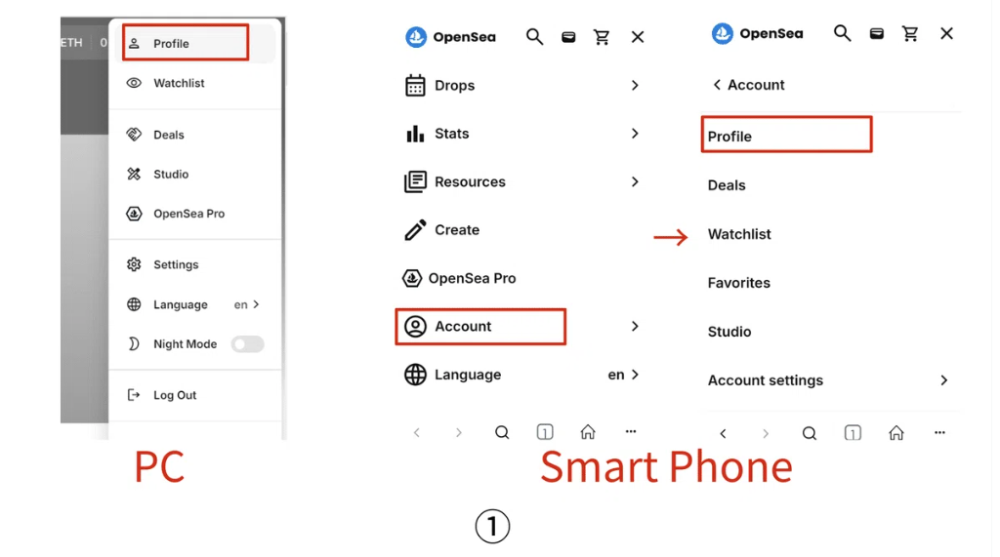 ETH 0
Profile
Watchlist
Deals
Studio
OpenSea Pro
Settings
Language en
Night Mode
Log Out
PC
OpenSea
Drops
Stats
Resources
Create
OpenSea Pro
Account
Language en
1
OpenSea
Account
Profile
Deals
Watchlist
Favorites
Studio
Account settings
1
Smart Phone
①